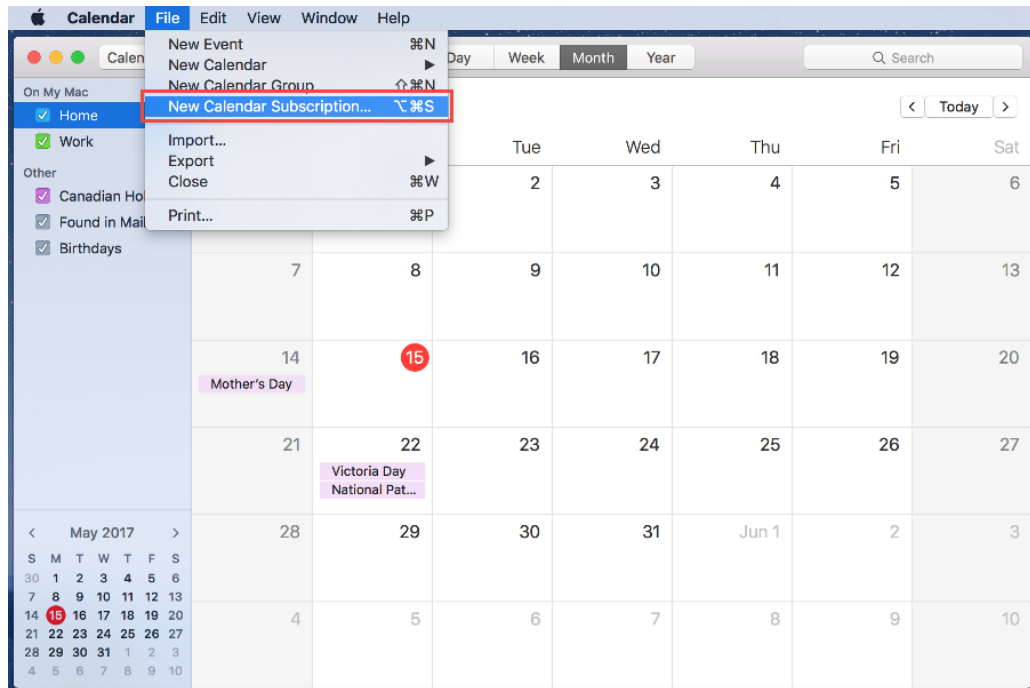 Calendar File Edit View Window Help
New Event ⌘N
New Calendar ▶
New Calendar Group ⇧⌘N
New Calendar Subscription... ⌥⌘S
Import...
Export ▶
Close ⌘W
Print... ⌘P
Calen
Day Week Month Year
Search
On My Mac
Home
Work
Other
Canadian Hol
Found in Mail
Birthdays
< Today >
Tue Wed Thu Fri Sat
2 3 4 5 6
7 8 9 10 11 12 13
14 15 16 17 18 19 20
Mother's Day
21 22 23 24 25 26 27
Victoria Day
National Pat...
28 29 30 31 Jun 1 2 3
4 5 6 7 8 9 10
< May 2017 >
S M T W T F S
30 1 2 3 4 5 6
7 8 9 10 11 12 13
14 15 16 17 18 19 20
21 22 23 24 25 26 27
28 29 30 31 1 2 3
4 5 6 7 8 9 10